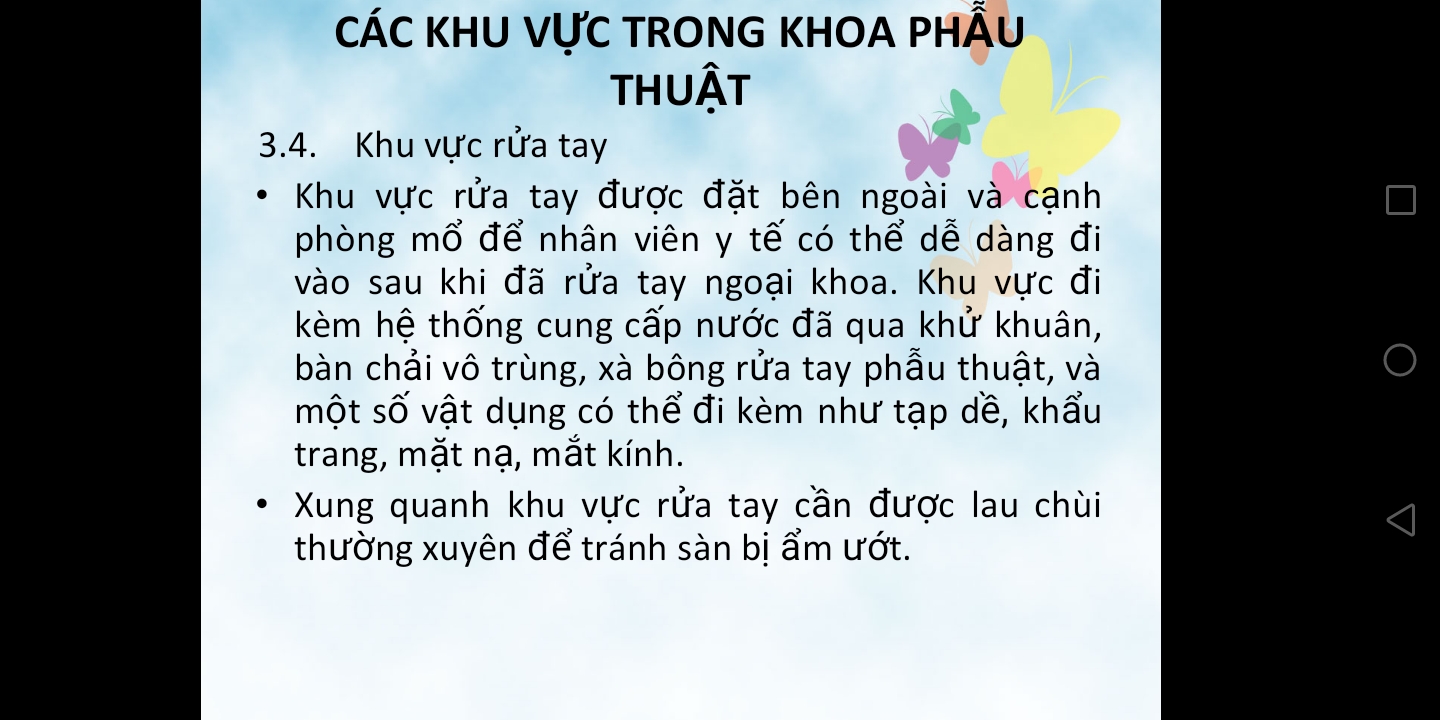 CÁC KHU VỰC TRONG KHOA PHẪU
THUẬT
3.4. Khu vực rửa tay
• Khu vực rửa tay được đặt bên ngoài và cạnh
phòng mổ để nhân viên y tế có thể dễ dàng đi
vào sau khi đã rửa tay ngoại khoa. Khu vực đi
kèm hệ thống cung cấp nước đã qua khử khuân,
bàn chải vô trùng, xà bông rửa tay phẫu thuật, và
một số vật dụng có thể đi kèm như tạp dề, khẩu
trang, mặt nạ, mắt kính.
• Xung quanh khu vực rửa tay cần được lau chùi
thường xuyên để tránh sàn bị ẩm ướt.